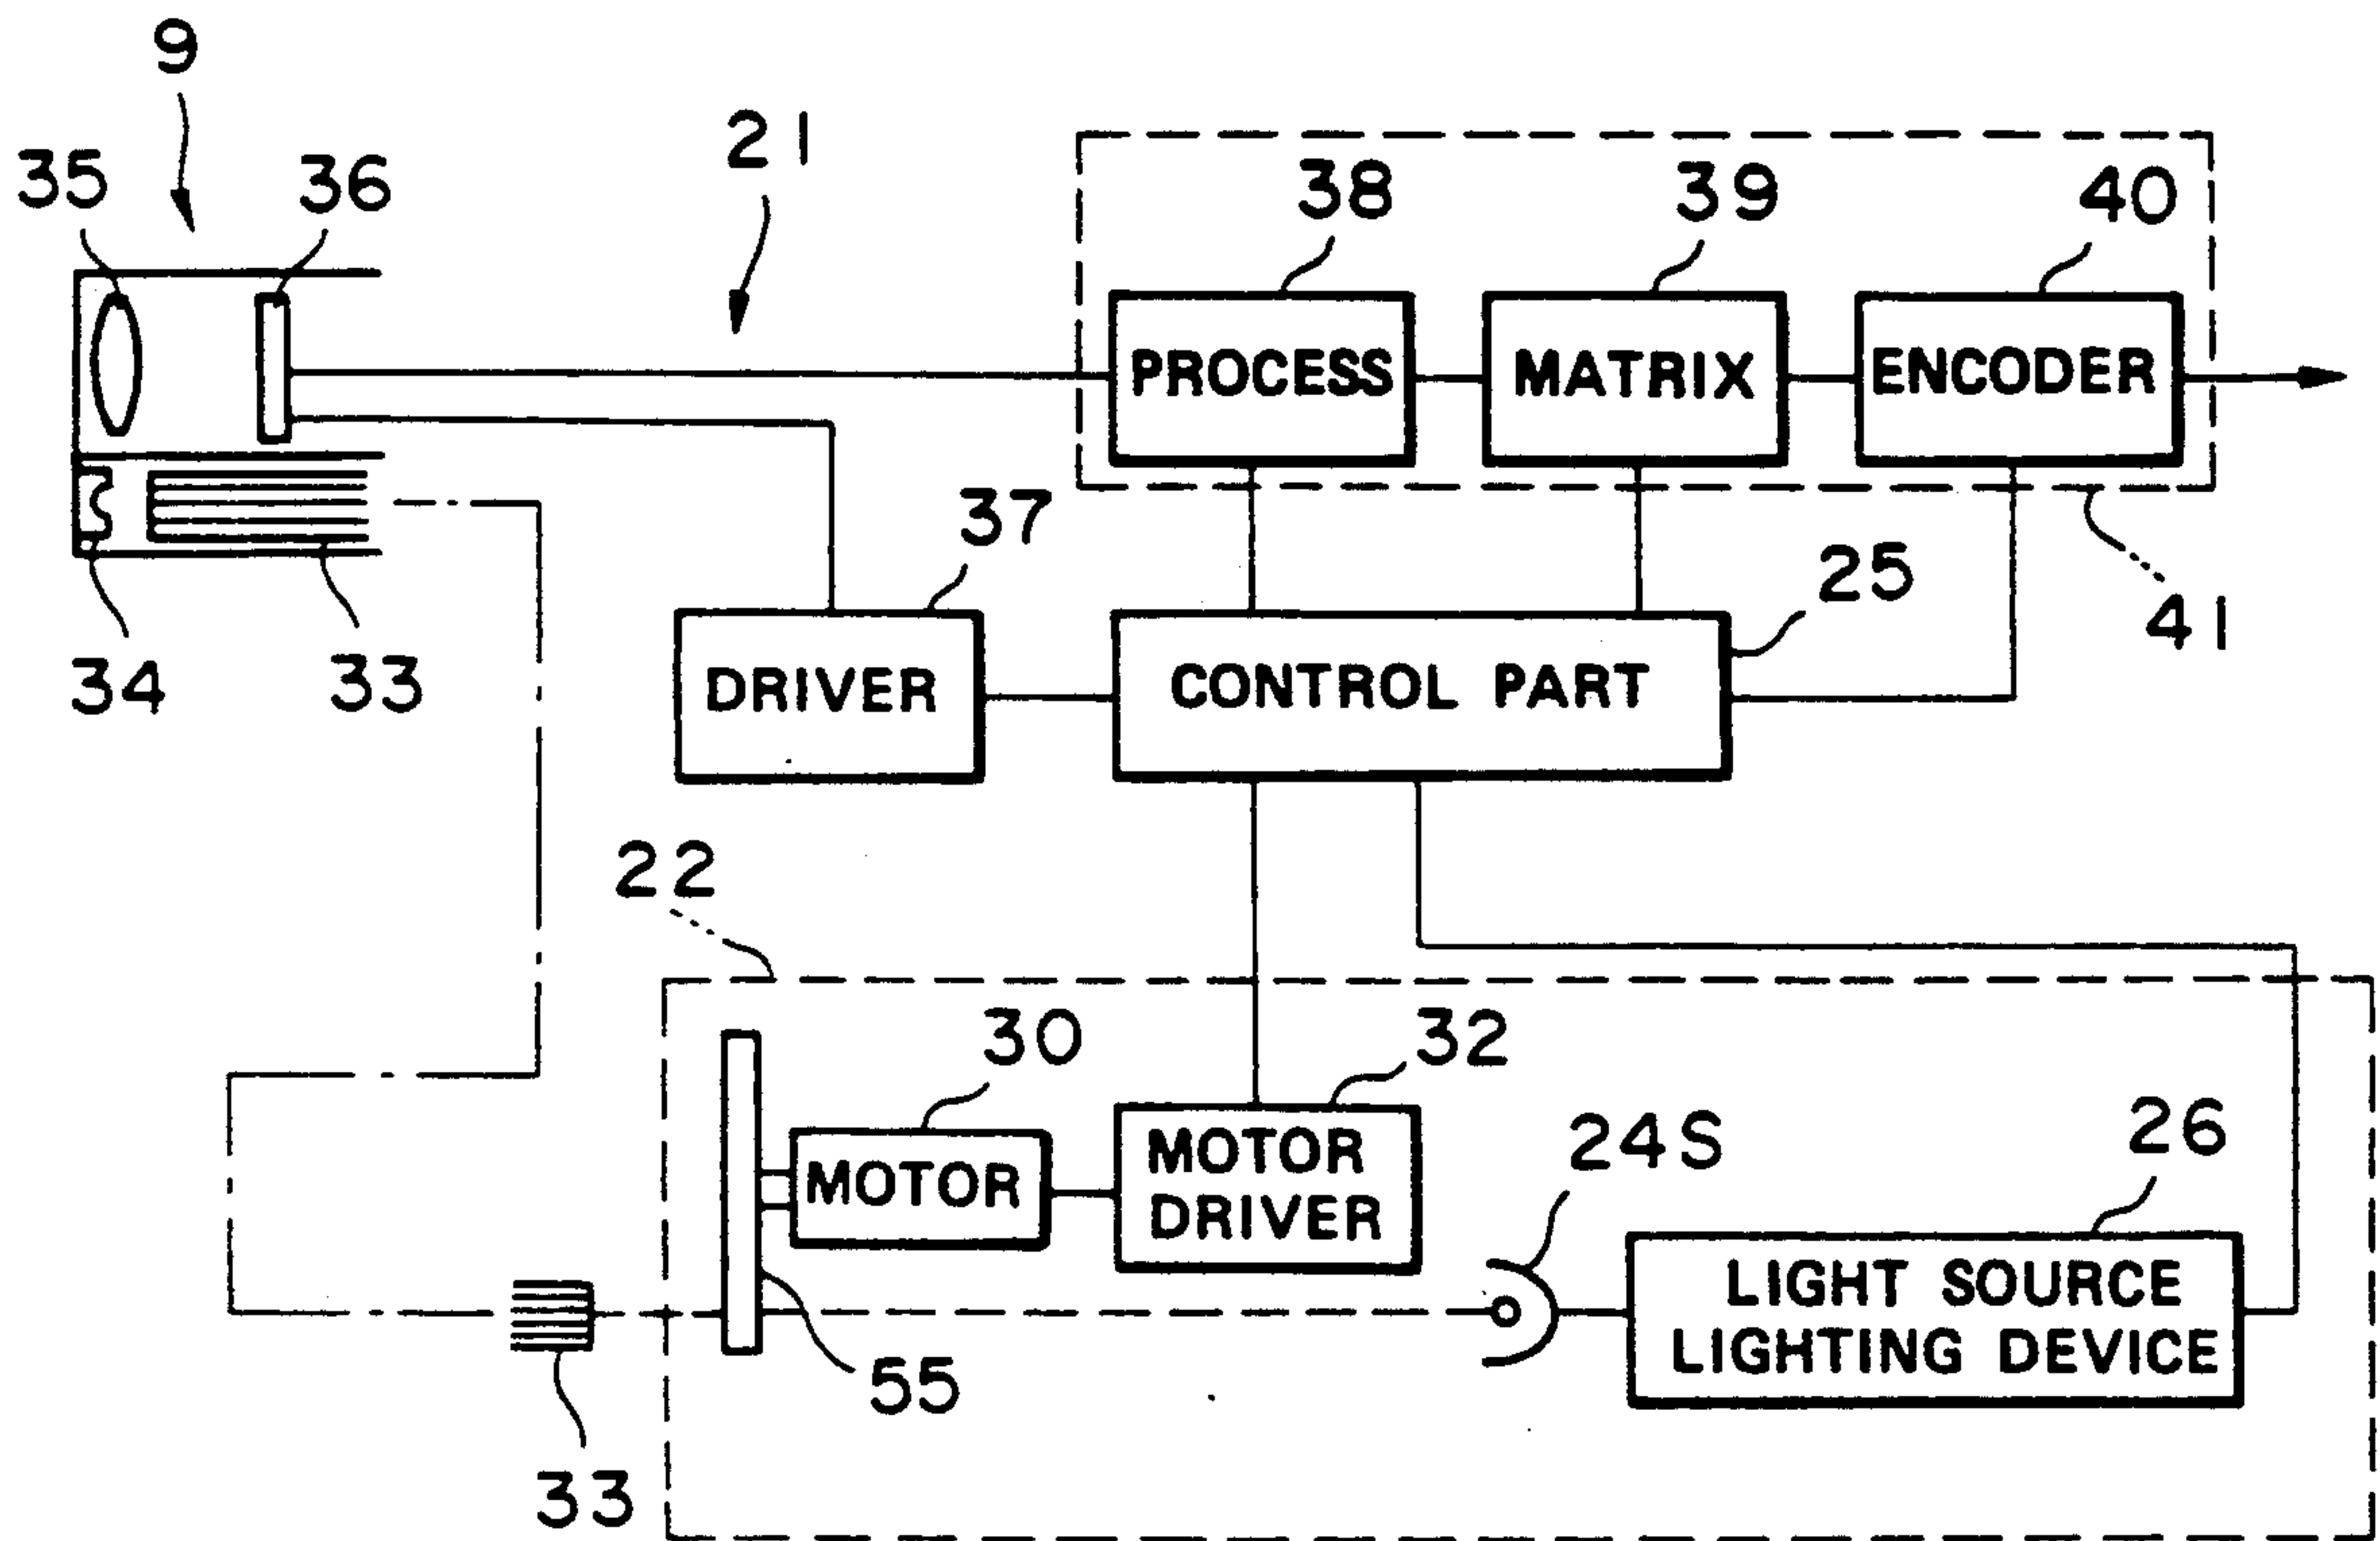 9
21
35
36
38
39
40
PROCESS
MATRIX
ENCODER
37
25
41
34
33
DRIVER
CONTROL PART
22
30
32
24S
26
MOTOR
MOTOR
DRIVER
LIGHT SOURCE
LIGHTING DEVICE
55
33